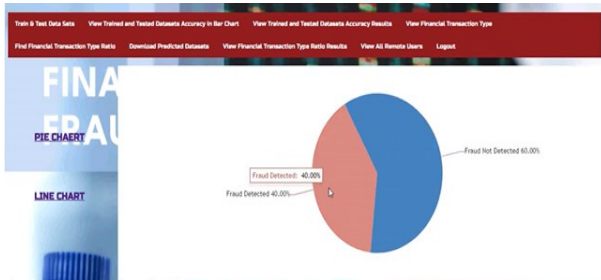 Train & Test Data Sets View Trained and Tested Datasets Accuracy in Bar Chart View Trained and Tested Datasets Accuracy Results View Financial Transaction Type
Find Financial Transaction Type Ratio Download Predicted Datasets View Financial Transaction Type Ratio Results View All Remote Users Logout
FINA
FRAU
PIE CHAERT
Fraud Not Detected 60.00%
Fraud Detected: 40.00%
Fraud Detected 40.00%
LINE CHART